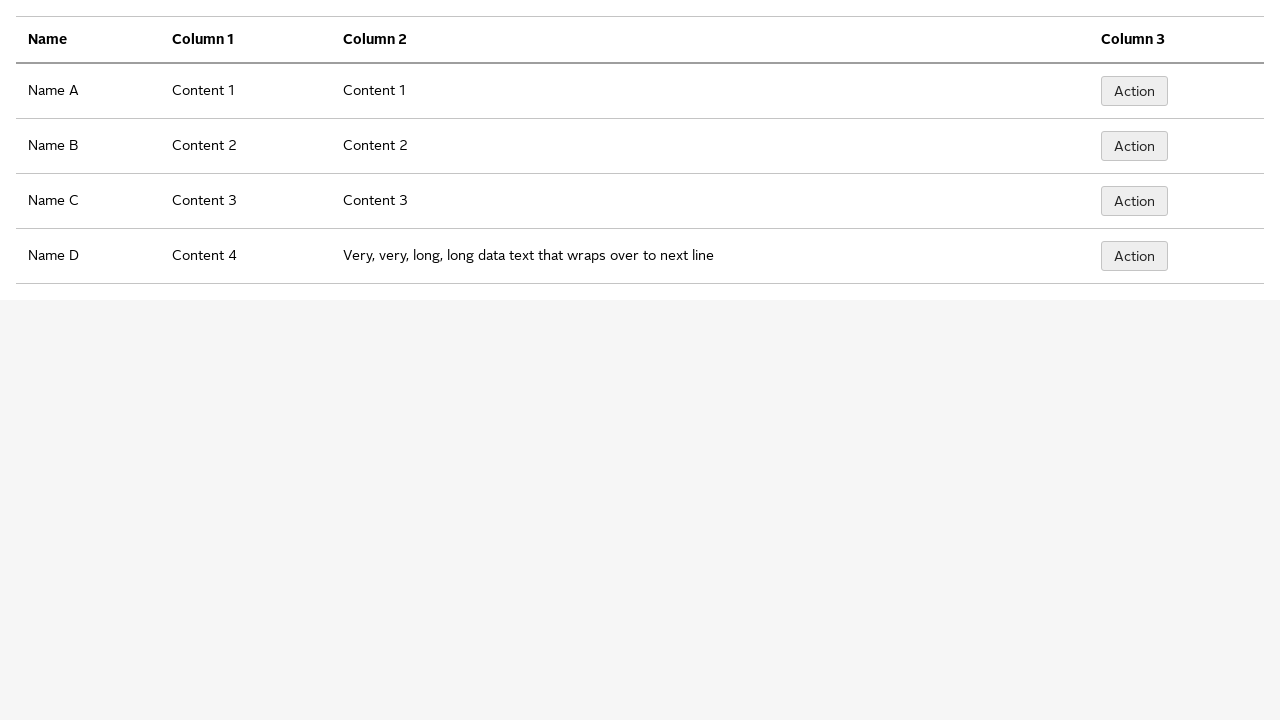 Name Column 1 Column 2 Column 3
Name A Content 1 Content 1 Action
Name B Content 2 Content 2 Action
Name C Content 3 Content 3 Action
Name D Content 4 Very, very, long, long data text that wraps over to next line Action